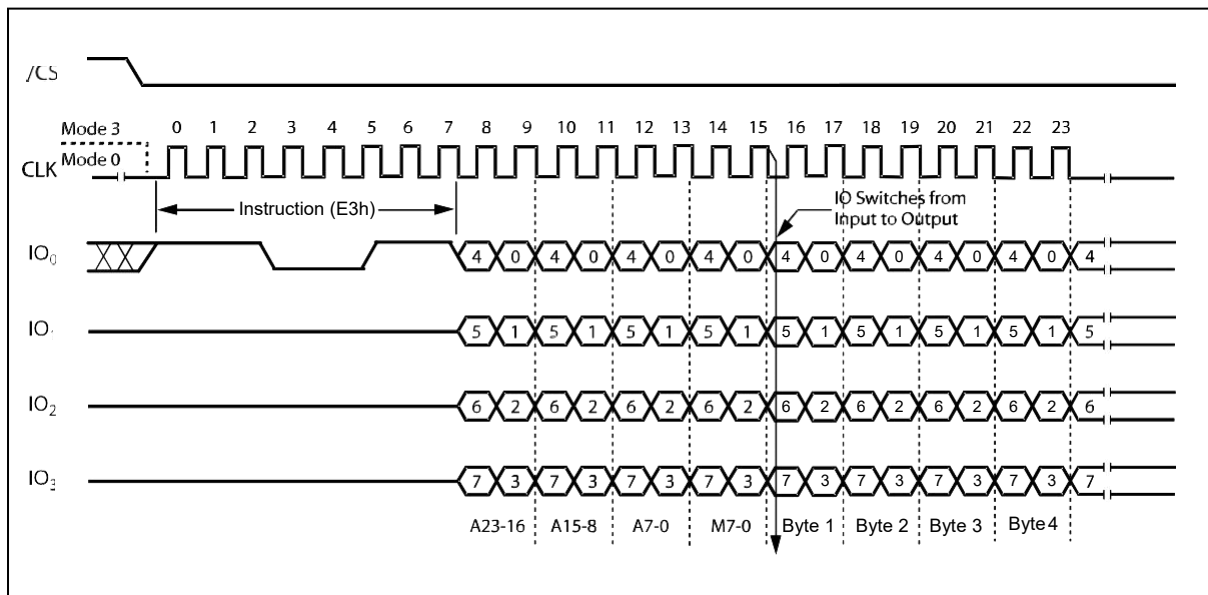 /CS
Mode 3
0 1 2 3 4 5 6 7 8 9 10 11 12 13 14 15 16 17 18 19 20 21 22 23
Mode 0
CLK
Instruction (E3h)
IO Switches from
Input to Output
IO0 4 0 4 0 4 0 4 0 4 0 4 0 4 0 4 0 4
IO1 5 1 5 1 5 1 5 1 5 1 5 1 5 1 5 1 5
IO2 6 2 6 2 6 2 6 2 6 2 6 2 6 2 6 2 6
IO3 7 3 7 3 7 3 7 3 7 3 7 3 7 3 7 3 7
A23-16 A15-8 A7-0 M7-0 Byte 1 Byte 2 Byte 3 Byte 4